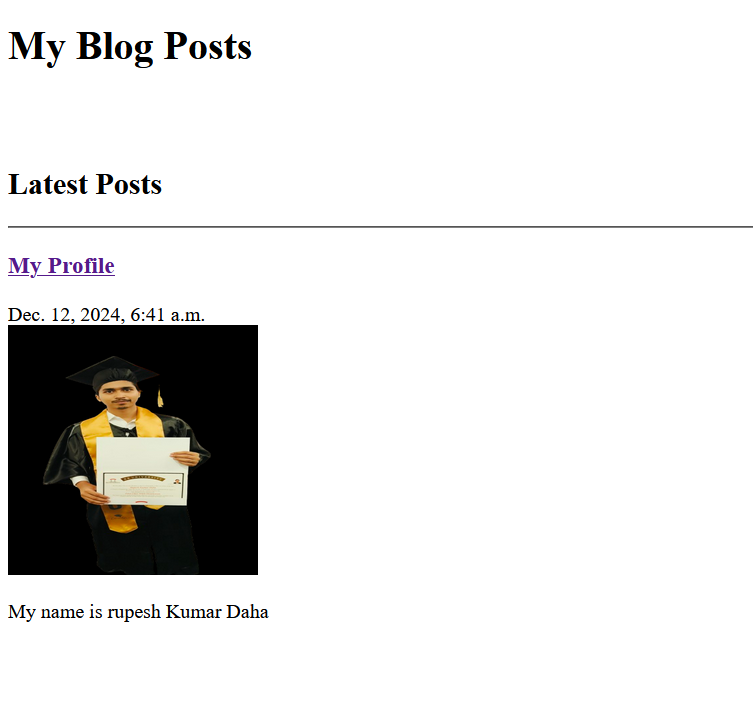 My Blog Posts
Latest Posts
My Profile
Dec. 12, 2024, 6:41 a.m.
My name is rupesh Kumar Daha